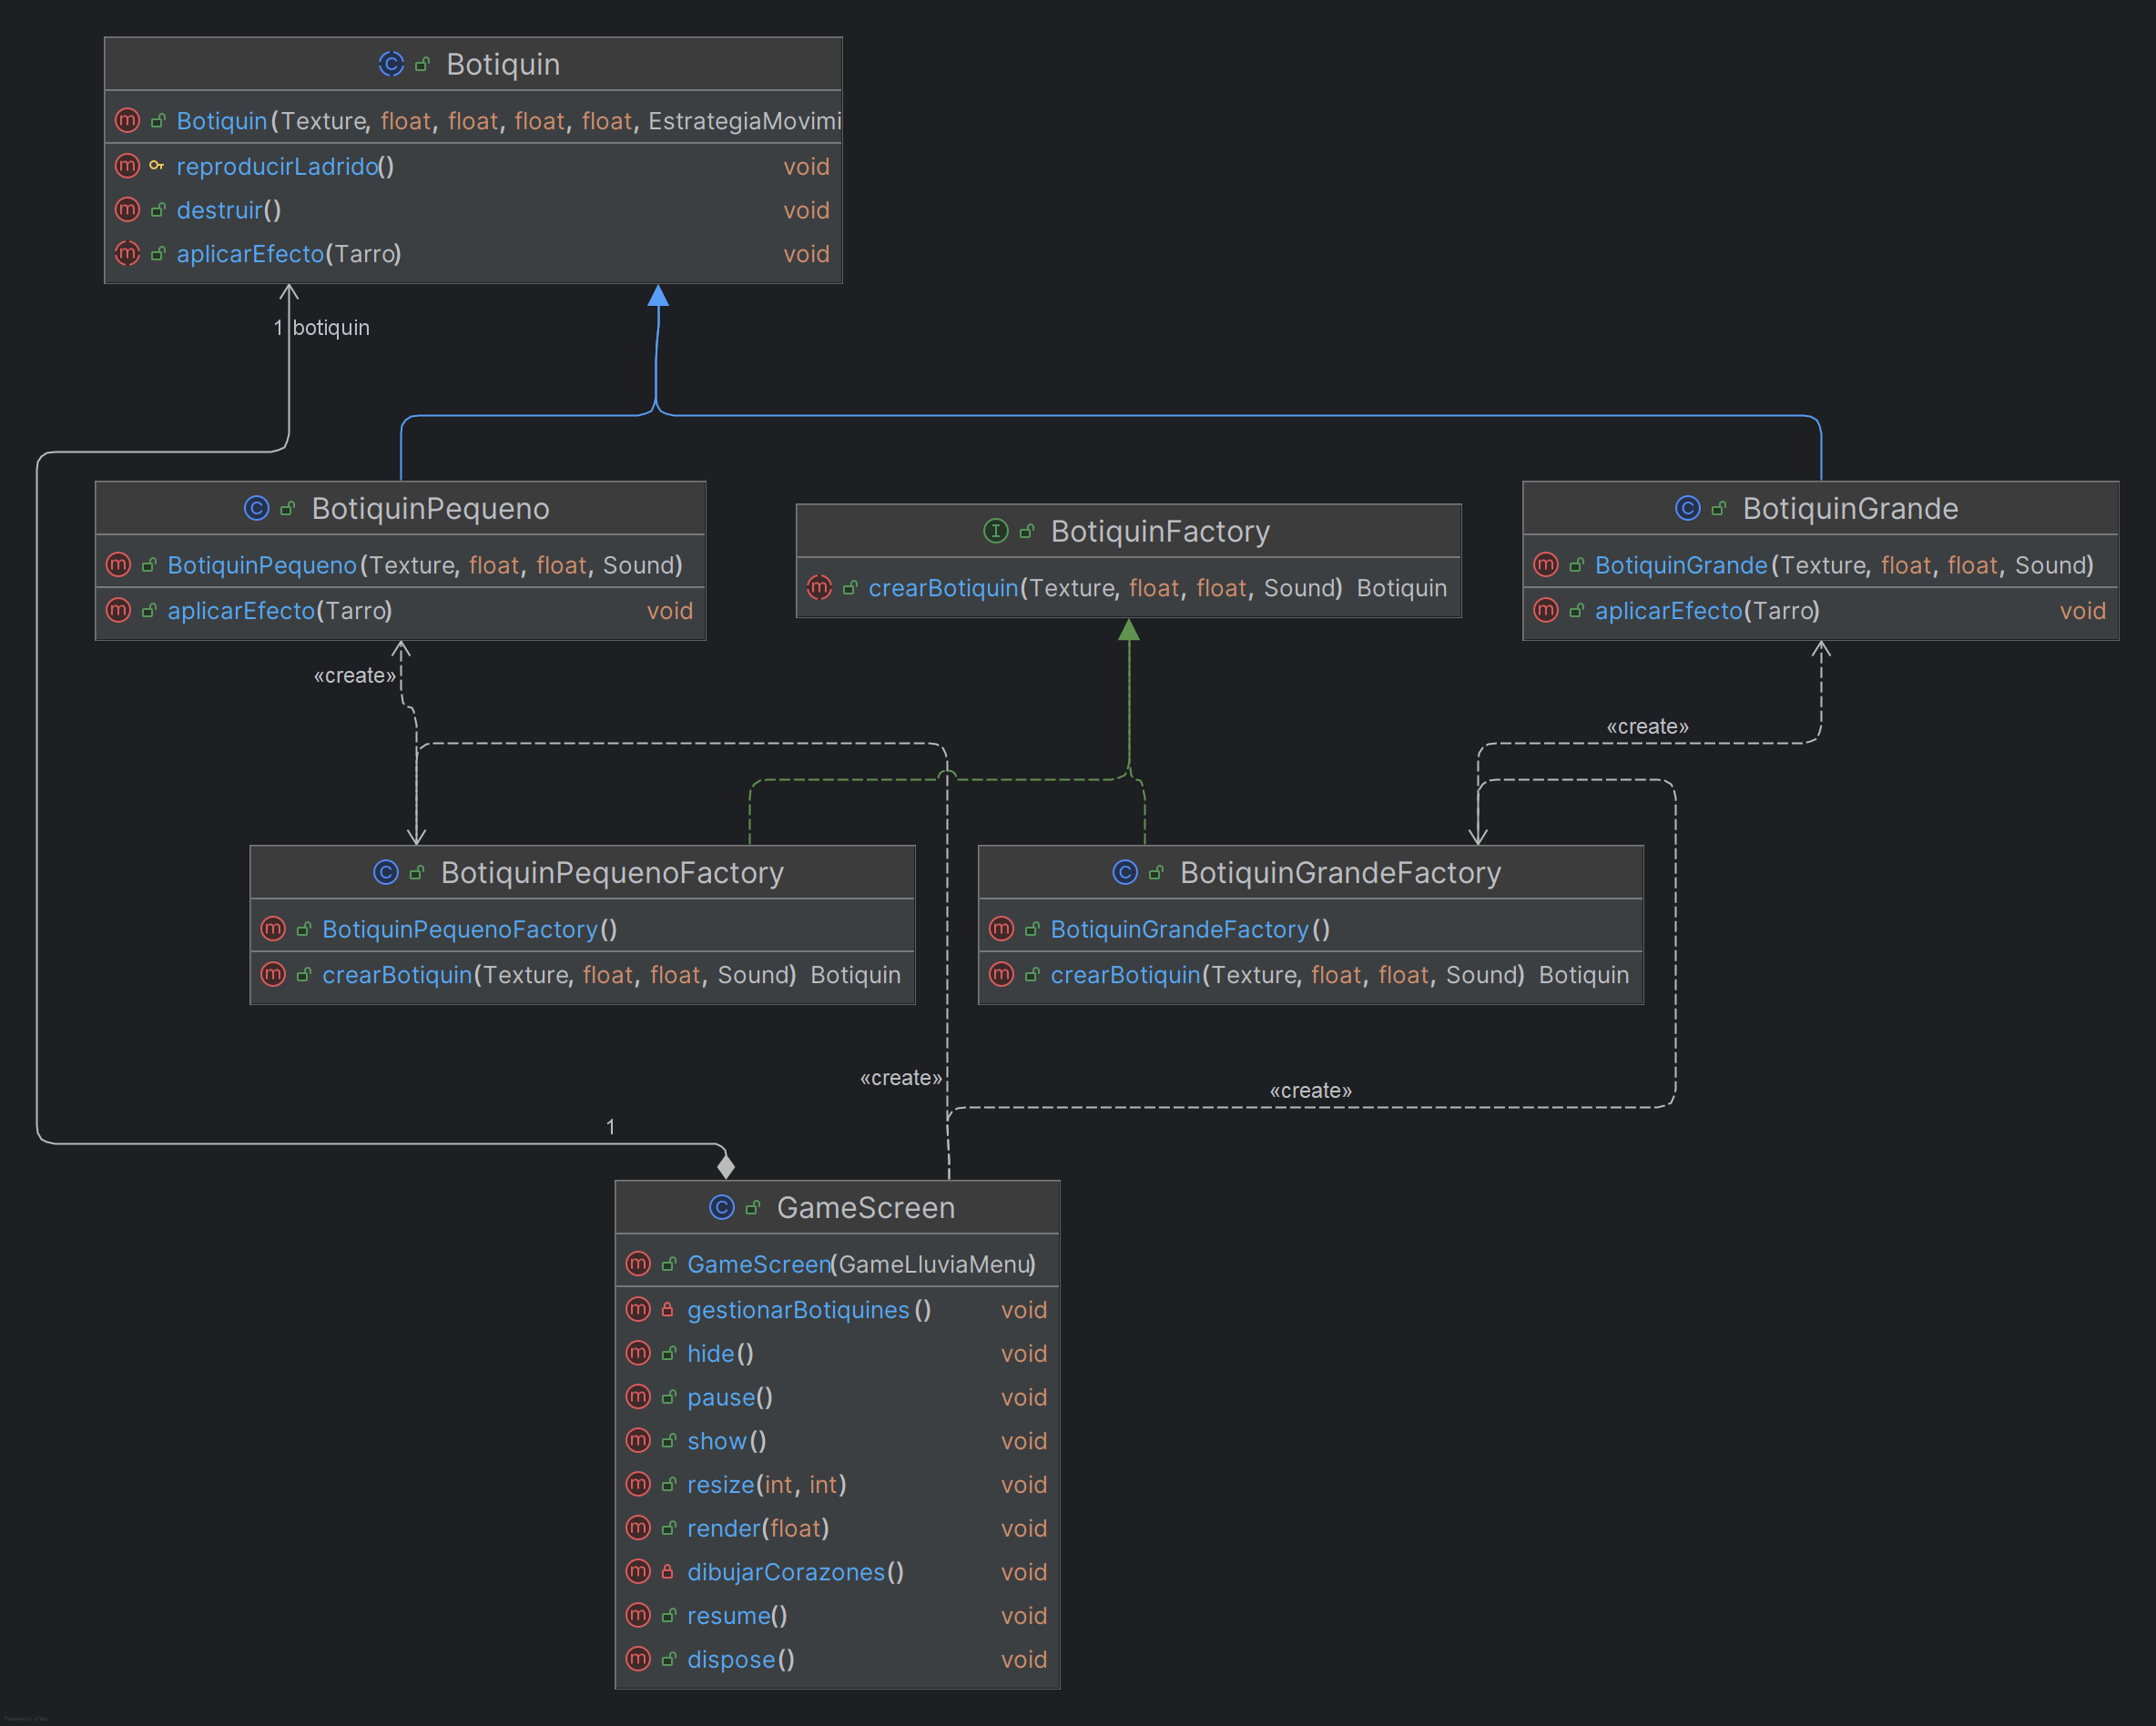 Botiquin
Botiquin(Texture, float, float, float, float, EstrategiaMovimi
reproducirLadrido() void
destruir() void
aplicarEfecto(Tarro) void
1 botiquin
BotiquinPequeno
BotiquinPequeno(Texture, float, float, Sound)
aplicarEfecto(Tarro) void
BotiquinFactory
crearBotiquin(Texture, float, float, Sound) Botiquin
BotiquinGrande
BotiquinGrande(Texture, float, float, Sound)
aplicarEfecto(Tarro) void
«create»
«create»
BotiquinPequenoFactory
BotiquinPequenoFactory()
crearBotiquin(Texture, float, float, Sound) Botiquin
BotiquinGrandeFactory
BotiquinGrandeFactory()
crearBotiquin(Texture, float, float, Sound) Botiquin
«create»
«create»
1
GameScreen
GameScreen(GameLluviaMenu)
gestionarBotiquines() void
hide() void
pause() void
show() void
resize(int, int) void
render(float) void
dibujarCorazones() void
resume() void
dispose() void
Powered by yFiles